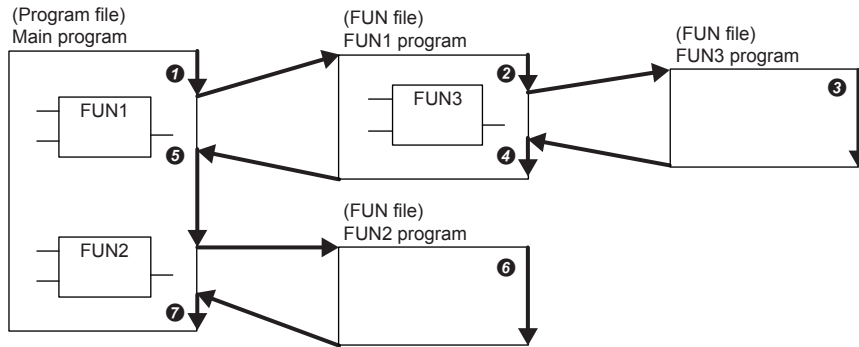 (Program file)
Main program
(FUN file)
FUN1 program
(FUN file)
FUN3 program
❶
❷
❸
FUN1
FUN3
❺
❹
(FUN file)
FUN2 program
FUN2
❻
❼